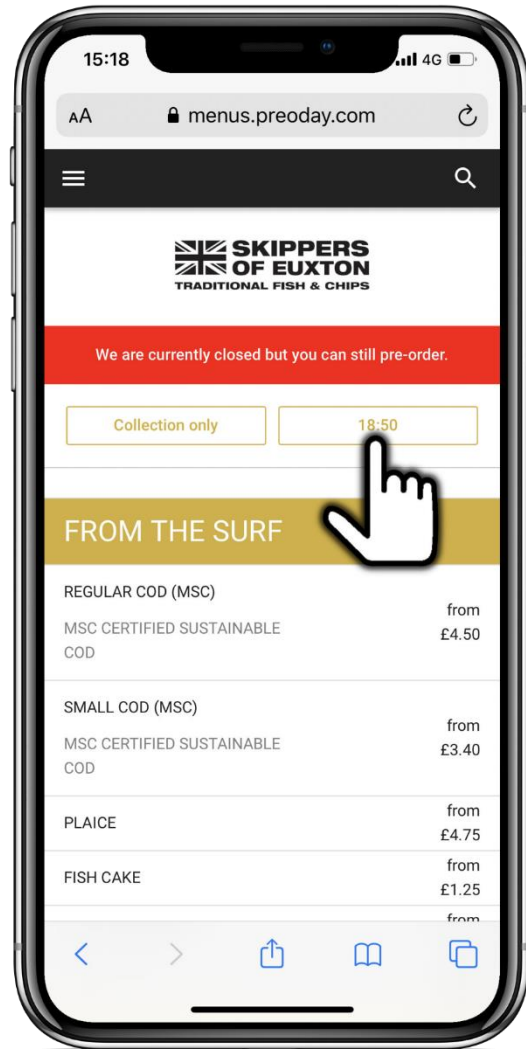 15:18
4G
AA
menus.preoday.com
SKIPPERS
OF EUXTON
TRADITIONAL FISH & CHIPS
We are currently closed but you can still pre-order.
Collection only
18:50
FROM THE SURF
REGULAR COD (MSC)
from
MSC CERTIFIED SUSTAINABLE
£4.50
COD
SMALL COD (MSC)
from
MSC CERTIFIED SUSTAINABLE
£3.40
COD
from
PLAICE
£4.75
from
FISH CAKE
£1.25
from